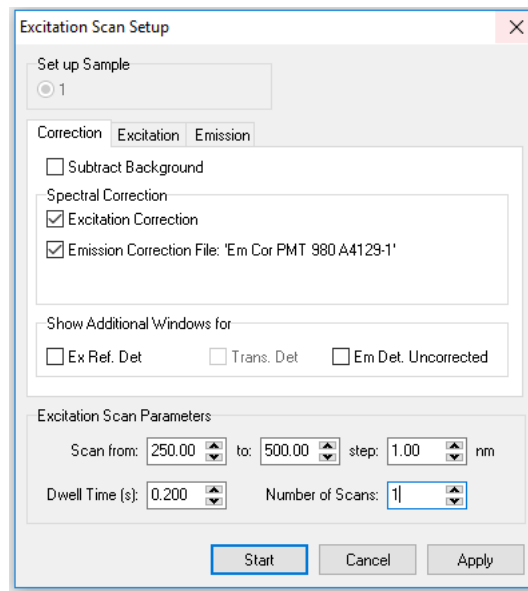 Excitation Scan Setup
Set up Sample
1
Correction Excitation Emission
Subtract Background
Spectral Correction
Excitation Correction
Emission Correction File: 'Em Cor PMT 980 A4129-1'
Show Additional Windows for
Ex Ref. Det Trans. Det Em Det. Uncorrected
Excitation Scan Parameters
Scan from: 250.00 to: 500.00 step: 1.00 nm
Dwell Time (s): 0.200 Number of Scans: 1
Start Cancel Apply